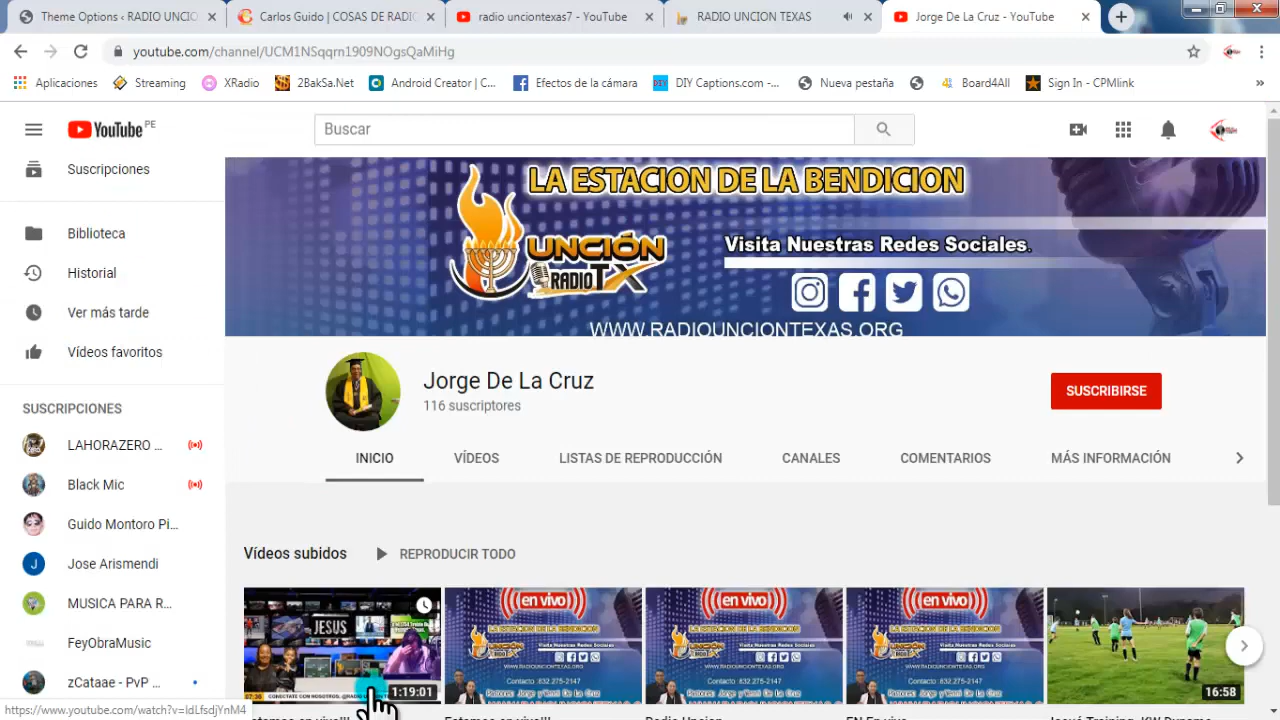 Theme Options ‹ RADIO UNCIO
Carlos Guido | COSAS DE RADIO
radio unciontexas7 - YouTube
RADIO UNCION TEXAS
Jorge De La Cruz - YouTube
youtube.com/channel/UCM1NSqqrn1909NOgsQaMiHg
Aplicaciones
Streaming
XRadio
2BakSa.Net
Android Creator | C...
Efectos de la cámara
DIY Captions.com -...
Nueva pestaña
Board4All
Sign In - CPMlink
»
YouTube PE
Buscar
Suscripciones
Biblioteca
Historial
Ver más tarde
Vídeos favoritos
SUSCRIPCIONES
LAHORAZERO ...
Black Mic
Guido Montoro Pi...
Jose Arismendi
MUSICA PARA R...
FeyObraMusic
zCataae - PvP ...
LA ESTACION DE LA BENDICION
UNCIÓN
RADIO TX
Visita Nuestras Redes Sociales.
WWW.RADIOUNCIONTEXAS.ORG
Jorge De La Cruz
116 suscriptores
SUSCRIBIRSE
INICIO
VÍDEOS
LISTAS DE REPRODUCCIÓN
CANALES
COMENTARIOS
MÁS INFORMACIÓN
Vídeos subidos
REPRODUCIR TODO
JESUS
1:19:01
en vivo
en vivo
en vivo
16:58
https://www.youtube.com/watch?v=ldLfsdjYnM4